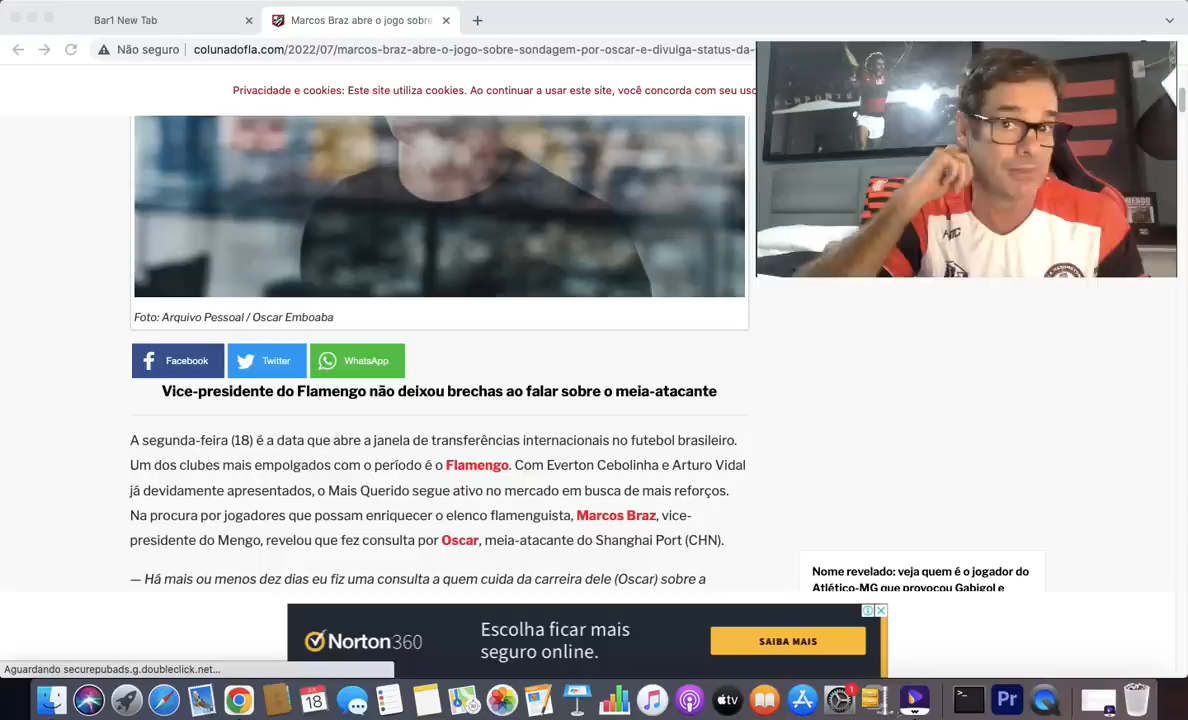 Bar1 New Tab
Marcos Braz abre o jogo sobre
Não seguro
colunadofla.com/2022/07/marcos-braz-abre-o-jogo-sobre-sondagem-por-oscar-e-divulga-status-da-
Privacidade e cookies: Este site utiliza cookies. Ao continuar a usar este site, você concorda com seu uso
Foto: Arquivo Pessoal / Oscar Emboaba
Facebook
Twitter
WhatsApp
Vice-presidente do Flamengo não deixou brechas ao falar sobre o meia-atacante
A segunda-feira (18) é a data que abre a janela de transferências internacionais no futebol brasileiro.
Um dos clubes mais empolgados com o período é o Flamengo. Com Everton Cebolinha e Arturo Vidal
já devidamente apresentados, o Mais Querido segue ativo no mercado em busca de mais reforços.
Na procura por jogadores que possam enriquecer o elenco flamenguista, Marcos Braz, vice-
presidente do Mengo, revelou que fez consulta por Oscar, meia-atacante do Shanghai Port (CHN).
— Há mais ou menos dez dias eu fiz uma consulta a quem cuida da carreira dele (Oscar) sobre a
Nome revelado: veja quem é o jogador do
Atlético-MG que provocou Gabigol e
Norton360
Escolha ficar mais
seguro online.
SAIBA MAIS
Aguardando securepubads.g.doubleclick.net...
18
tv
1
Pr